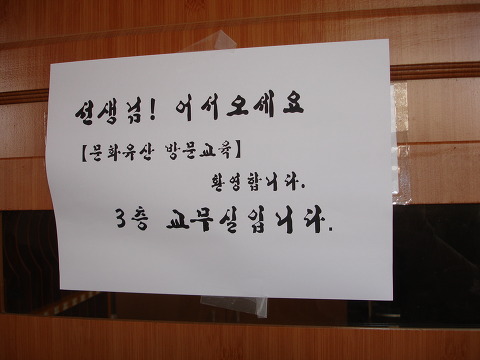 선생님! 어서오세요
【문화유산 방문교육】
환영합니다.
3층 교무실입니다.